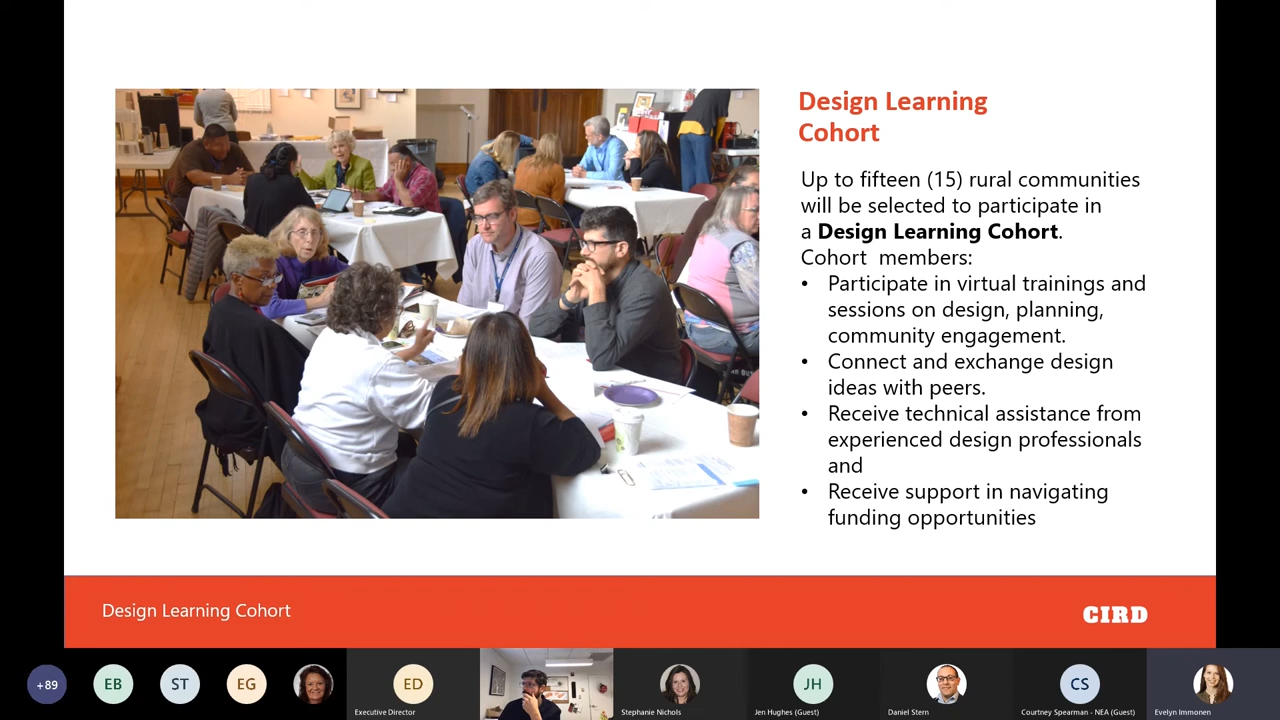 Design Learning
Cohort
Up to fifteen (15) rural communities
will be selected to participate in
a Design Learning Cohort.
Cohort  members:
• Participate in virtual trainings and
sessions on design, planning,
community engagement.
• Connect and exchange design
ideas with peers.
• Receive technical assistance from
experienced design professionals
and
• Receive support in navigating
funding opportunities
Design Learning Cohort
CIRD
+89
EB
ST
EG
ED
JH
CS
Executive Director
Stephanie Nichols
Jen Hughes (Guest)
Daniel Stern
Courtney Spearman - NEA (Guest)
Evelyn Immonen